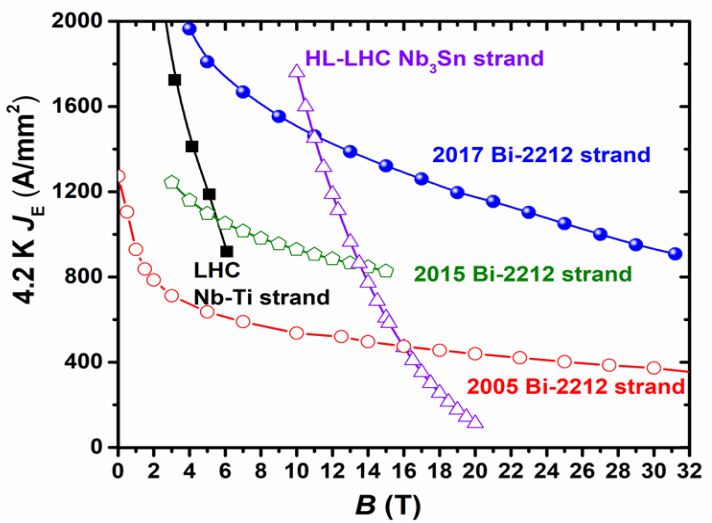 2000
1600
1200
800
400
0
4.2 K J_E (A/mm²)
HL-LHC Nb₃Sn strand
2017 Bi-2212 strand
LHC
Nb-Ti strand
2015 Bi-2212 strand
2005 Bi-2212 strand
0 2 4 6 8 10 12 14 16 18 20 22 24 26 28 30 32
B (T)